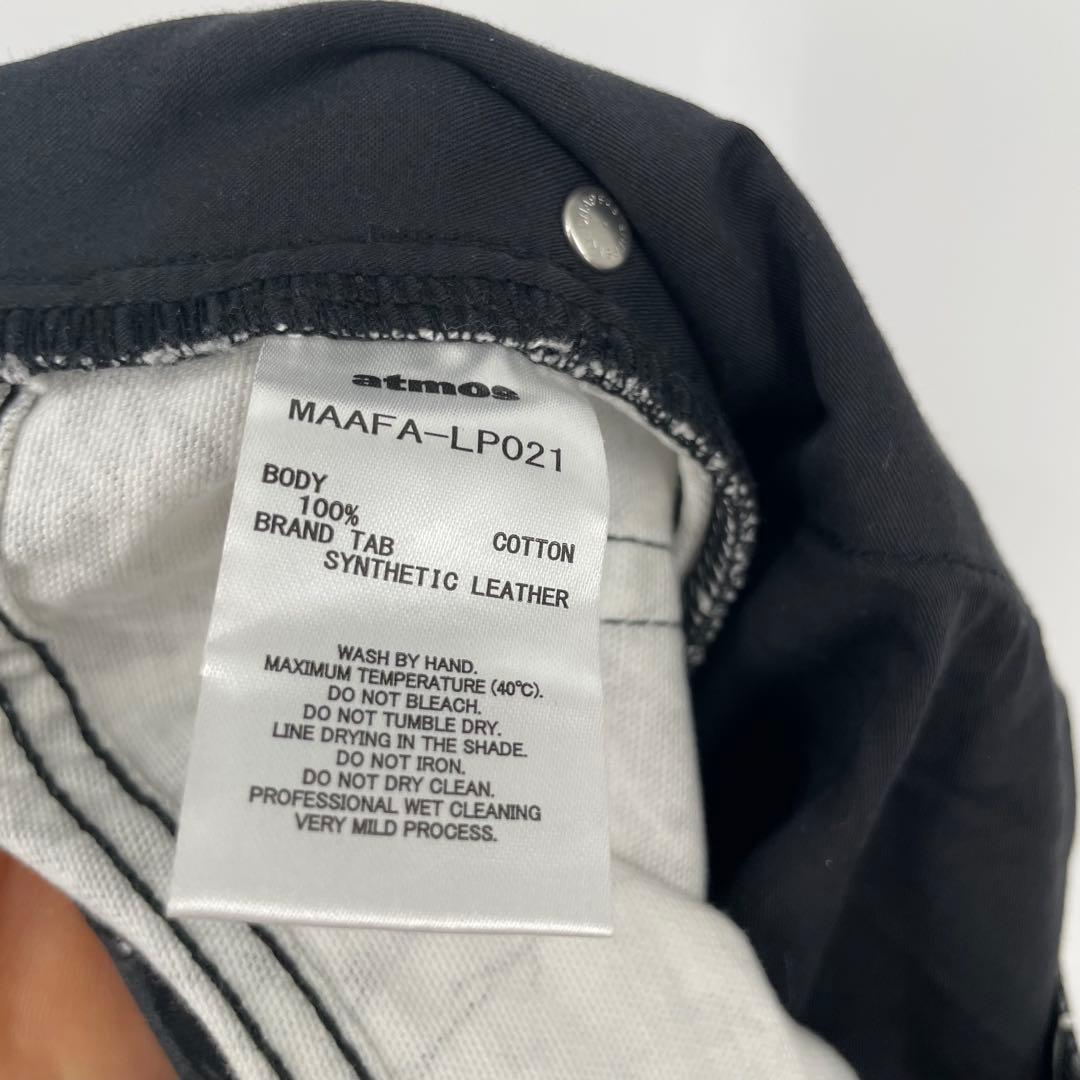 atmos
MAAFA-LP021
BODY
100% COTTON
BRAND TAB
SYNTHETIC LEATHER
WASH BY HAND.
MAXIMUM TEMPERATURE (40℃).
DO NOT BLEACH.
DO NOT TUMBLE DRY.
LINE DRYING IN THE SHADE.
DO NOT IRON.
DO NOT DRY CLEAN.
PROFESSIONAL WET CLEANING
VERY MILD PROCESS.